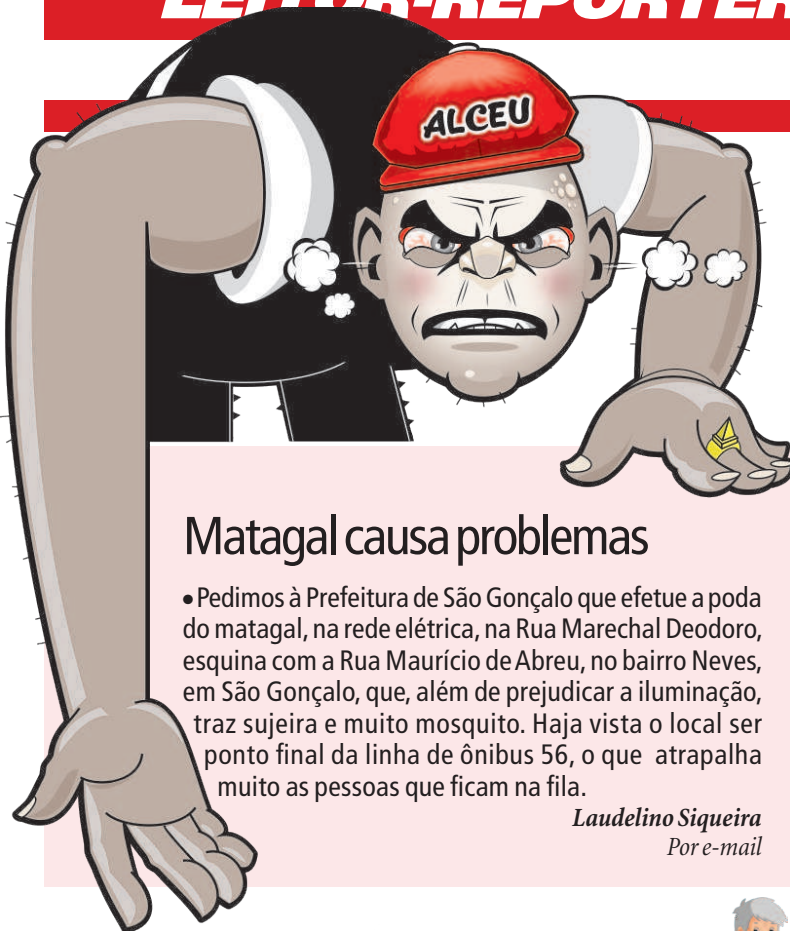 LEITOR-REPÓRTER
ALCEU
Matagal causa problemas
• Pedimos à Prefeitura de São Gonçalo que efetue a poda
do matagal, na rede elétrica, na Rua Marechal Deodoro,
esquina com a Rua Maurício de Abreu, no bairro Neves,
em São Gonçalo, que, além de prejudicar a iluminação,
traz sujeira e muito mosquito. Haja vista o local ser
ponto final da linha de ônibus 56, o que atrapalha
muito as pessoas que ficam na fila.
Laudelino Siqueira
Por e-mail